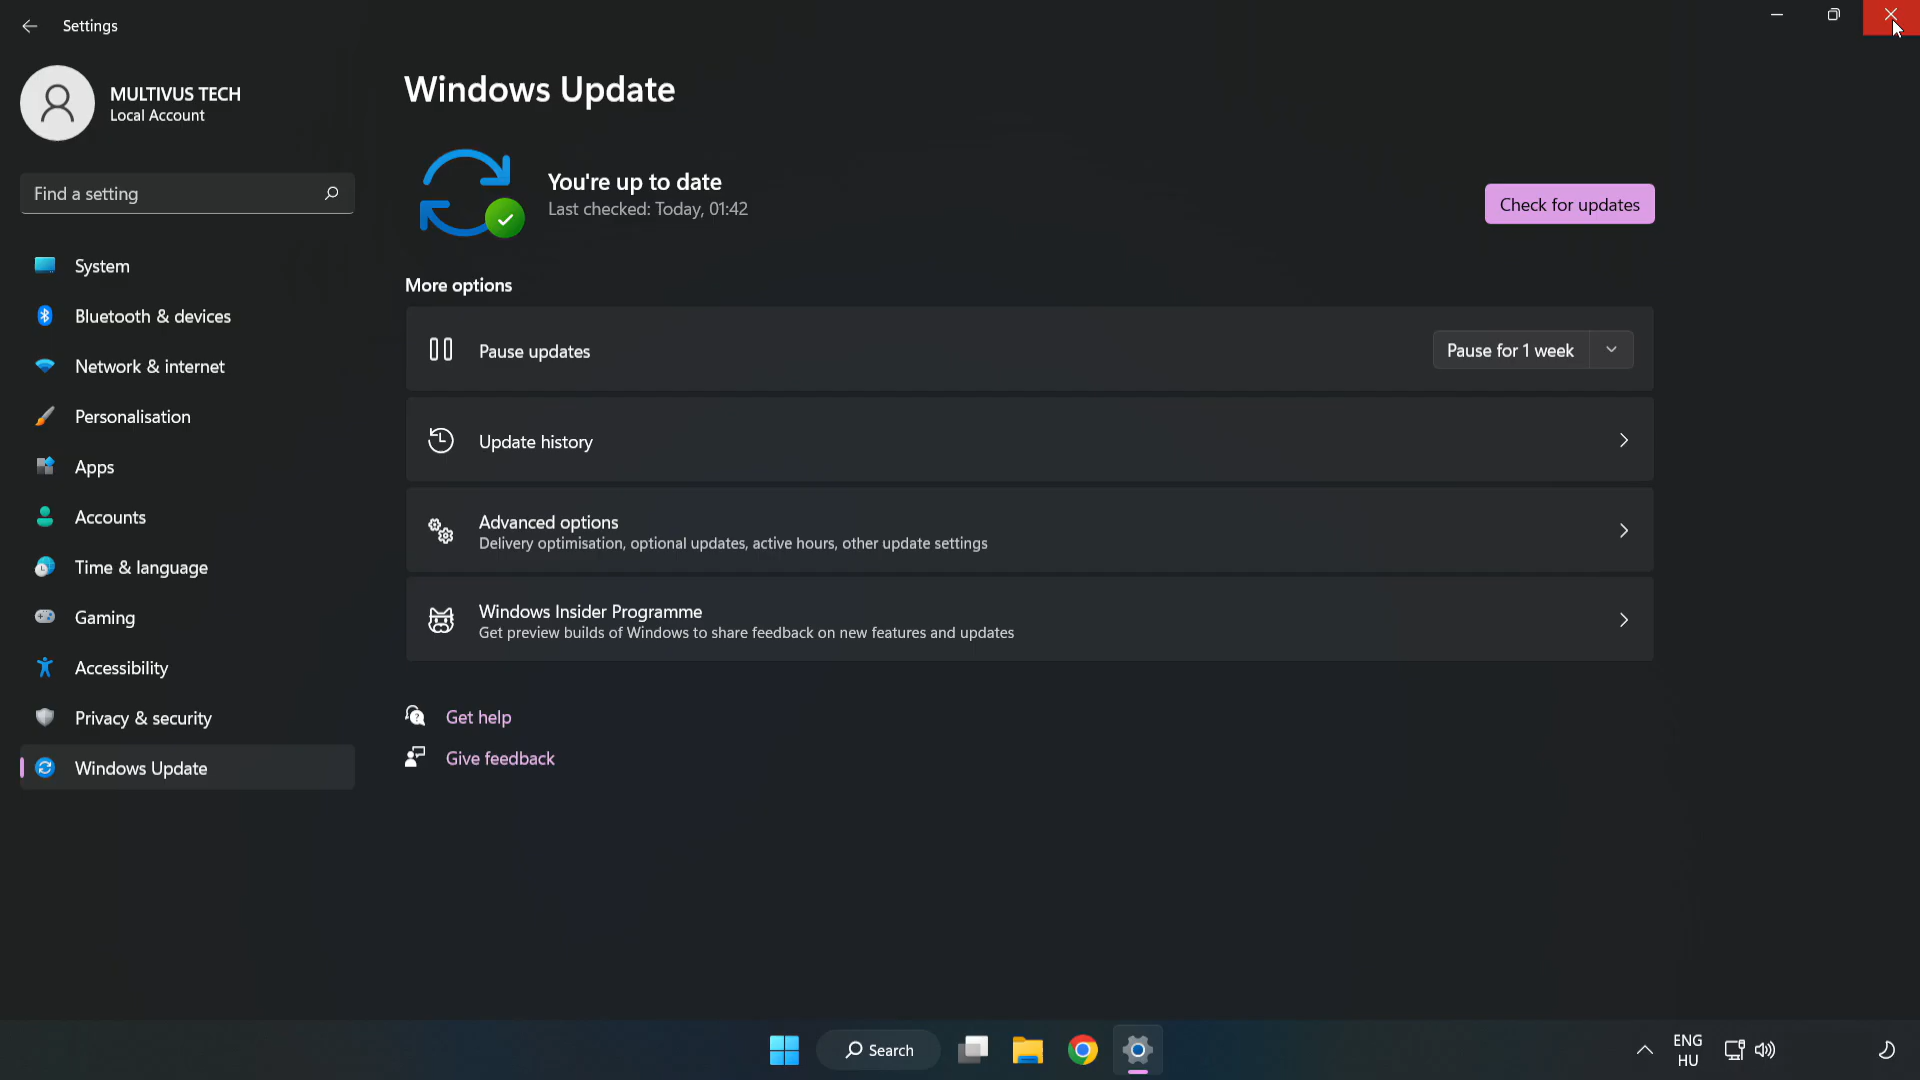 Settings
MULTIVUS TECH
Local Account
Find a setting
System
Bluetooth & devices
Network & internet
Personalisation
Apps
Accounts
Time & language
Gaming
Accessibility
Privacy & security
Windows Update
Windows Update
You're up to date
Last checked: Today, 01:42
Check for updates
More options
Pause updates
Pause for 1 week
Update history
Advanced options
Delivery optimisation, optional updates, active hours, other update settings
Windows Insider Programme
Get preview builds of Windows to share feedback on new features and updates
Get help
Give feedback
Search
ENG
HU